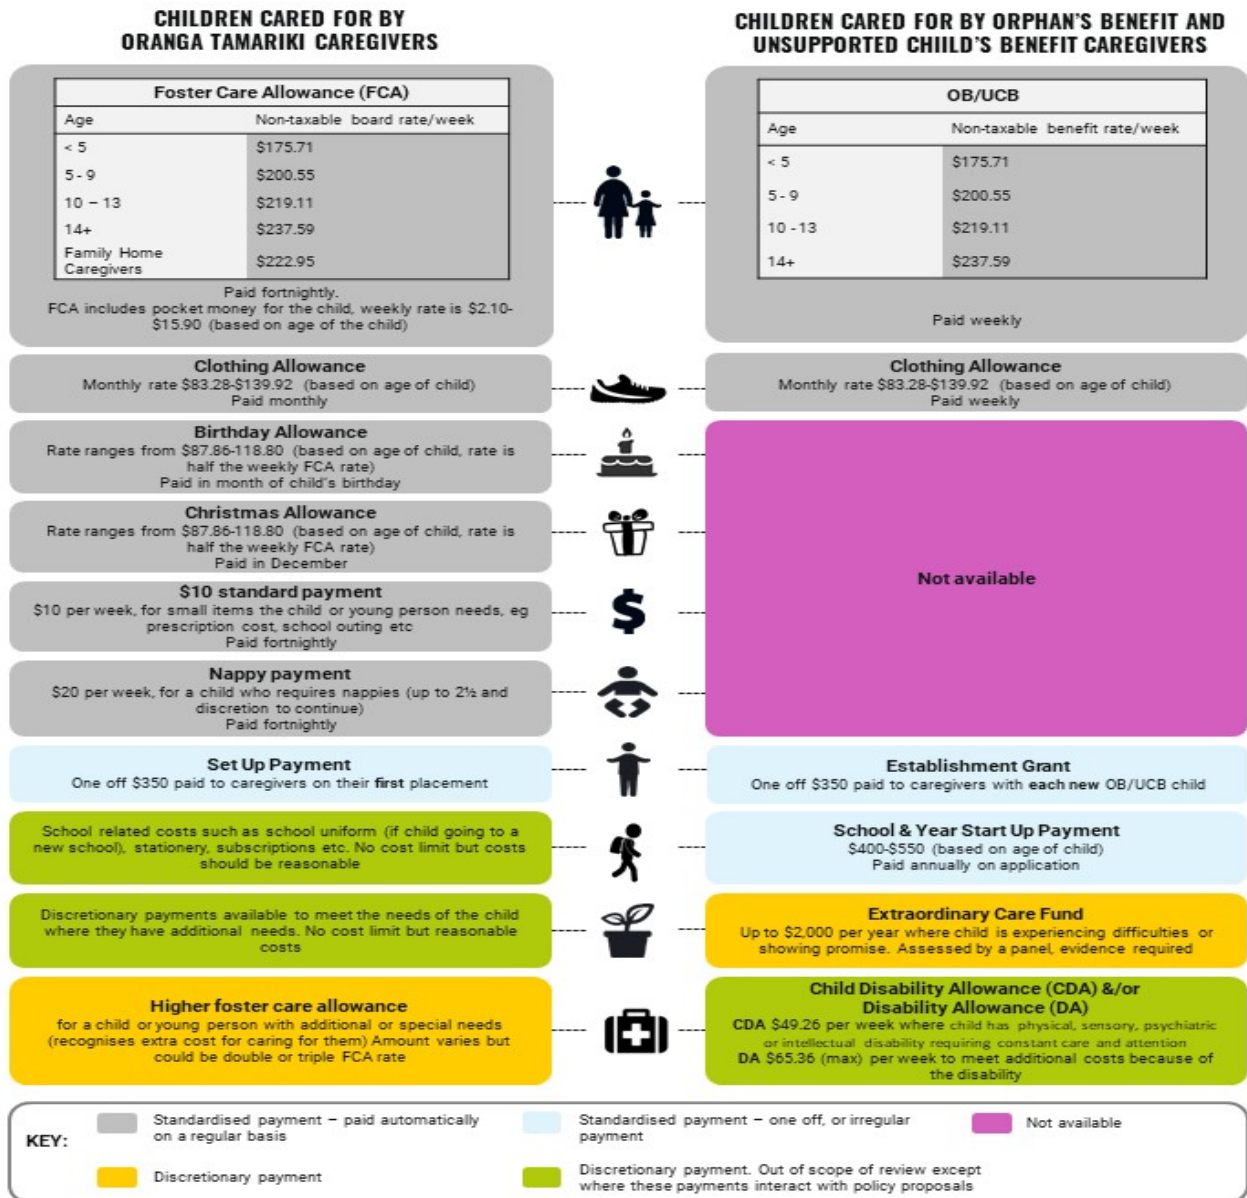 CHILDREN CARED FOR BY
ORANGA TAMARIKI CAREGIVERS
Foster Care Allowance (FCA)
Age Non-taxable board rate/week
< 5 $175.71
5 - 9 $200.55
10 – 13 $219.11
14+ $237.59
Family Home
Caregivers $222.95
Paid fortnightly.
FCA includes pocket money for the child, weekly rate is $2.10-
$15.90 (based on age of the child)
Clothing Allowance
Monthly rate $83.28-$139.92 (based on age of child)
Paid monthly
Birthday Allowance
Rate ranges from $87.86-118.80 (based on age of child, rate is
half the weekly FCA rate)
Paid in month of child's birthday
Christmas Allowance
Rate ranges from $87.86-118.80 (based on age of child, rate is
half the weekly FCA rate)
Paid in December
$10 standard payment
$10 per week, for small items the child or young person needs, eg
prescription cost, school outing etc
Paid fortnightly
Nappy payment
$20 per week, for a child who requires nappies (up to 2½ and
discretion to continue)
Paid fortnightly
Set Up Payment
One off $350 paid to caregivers on their first placement
School related costs such as school uniform (if child going to a
new school), stationery, subscriptions etc. No cost limit but costs
should be reasonable
Discretionary payments available to meet the needs of the child
where they have additional needs. No cost limit but reasonable
costs
Higher foster care allowance
for a child or young person with additional or special needs
(recognises extra cost for caring for them) Amount varies but
could be double or triple FCA rate
CHILDREN CARED FOR BY ORPHAN'S BENEFIT AND
UNSUPPORTED CHIILD'S BENEFIT CAREGIVERS
OB/UCB
Age Non-taxable benefit rate/week
< 5 $175.71
5 - 9 $200.55
10 -13 $219.11
14+ $237.59
Paid weekly
Clothing Allowance
Monthly rate $83.28-$139.92 (based on age of child)
Paid weekly
Not available
Establishment Grant
One off $350 paid to caregivers with each new OB/UCB child
School & Year Start Up Payment
$400-$550 (based on age of child)
Paid annually on application
Extraordinary Care Fund
Up to $2,000 per year where child is experiencing difficulties or
showing promise. Assessed by a panel, evidence required
Child Disability Allowance (CDA) &/or
Disability Allowance (DA)
CDA $49.26 per week where child has physical, sensory, psychiatric
or intellectual disability requiring constant care and attention
DA $65.36 (max) per week to meet additional costs because of
the disability
KEY:
Standardised payment – paid automatically
on a regular basis
Standardised payment – one off, or irregular
payment
Not available
Discretionary payment
Discretionary payment. Out of scope of review except
where these payments interact with policy proposals